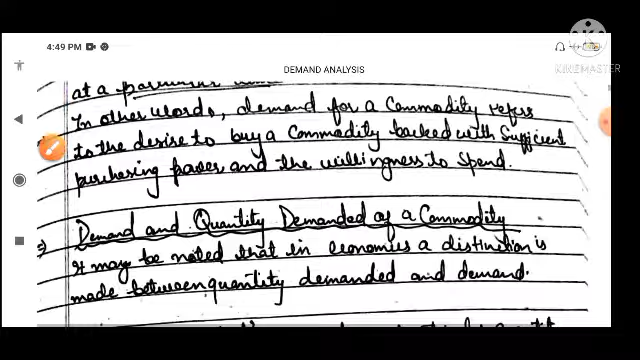 4:49 PM
KINEMASTER
DEMAND ANALYSIS
at a particular
In other words, demand for a Commodity refers
to the desire to buy a Commodity backed with sufficient
purchasing power and the willingness to spend.
Demand and Quantity Demanded of a Commodity
It may be noted that in economics a distinction is
made between quantity demanded and demand.